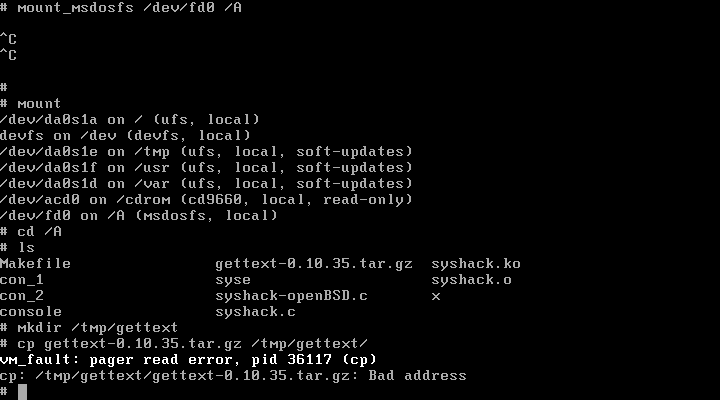 # mount_msdosfs /dev/fd0 /A
^C
^C
#
# mount
/dev/da0s1a on / (ufs, local)
devfs on /dev (devfs, local)
/dev/da0s1e on /tmp (ufs, local, soft-updates)
/dev/da0s1f on /usr (ufs, local, soft-updates)
/dev/da0s1d on /var (ufs, local, soft-updates)
/dev/acd0 on /cdrom (cd9660, local, read-only)
/dev/fd0 on /A (msdosfs, local)
# cd /A
# ls
Makefile gettext-0.10.35.tar.gz syshack.ko
con_1 syse syshack.o
con_2 syshack-openBSD.c x
console syshack.c
# mkdir /tmp/gettext
# cp gettext-0.10.35.tar.gz /tmp/gettext/
vm_fault: pager read error, pid 36117 (cp)
cp: /tmp/gettext/gettext-0.10.35.tar.gz: Bad address
#